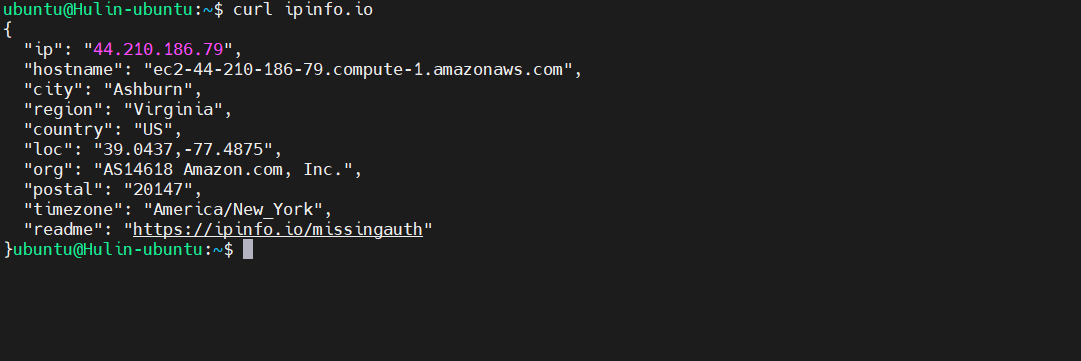 ubuntu@Hulin-ubuntu:~$ curl ipinfo.io
{
  "ip": "44.210.186.79",
  "hostname": "ec2-44-210-186-79.compute-1.amazonaws.com",
  "city": "Ashburn",
  "region": "Virginia",
  "country": "US",
  "loc": "39.0437,-77.4875",
  "org": "AS14618 Amazon.com, Inc.",
  "postal": "20147",
  "timezone": "America/New_York",
  "readme": "https://ipinfo.io/missingauth"
}ubuntu@Hulin-ubuntu:~$